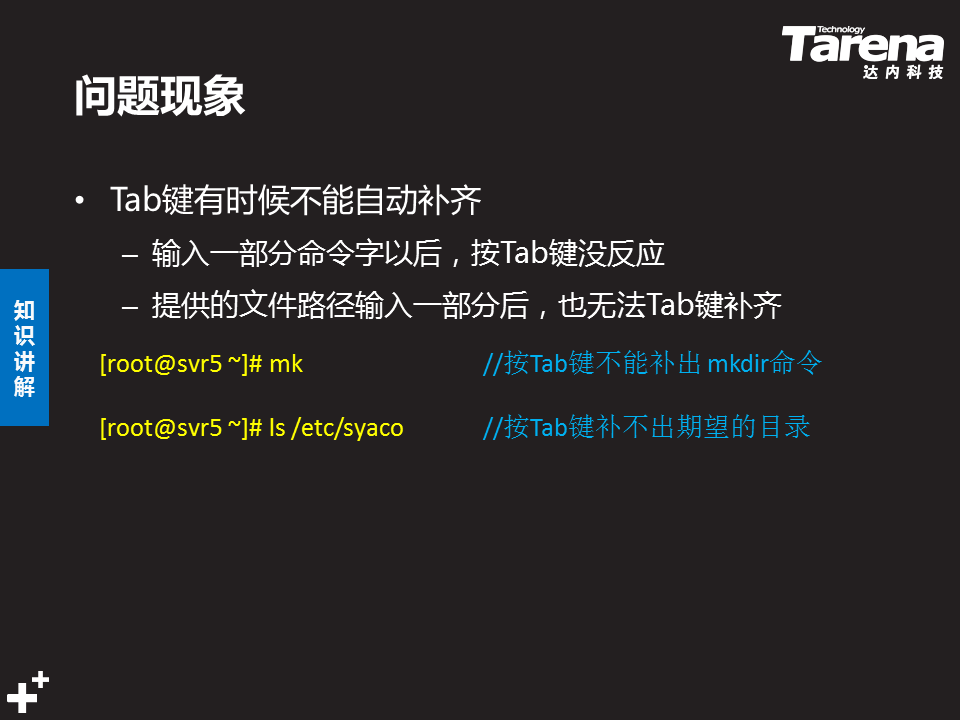 Technology
Tarena
达内科技
问题现象
• Tab键有时候不能自动补齐
– 输入一部分命令字以后，按Tab键没反应
– 提供的文件路径输入一部分后，也无法Tab键补齐
知识讲解
[root@svr5 ~]# mk //按Tab键不能补出 mkdir命令
[root@svr5 ~]# ls /etc/syaco //按Tab键补不出期望的目录